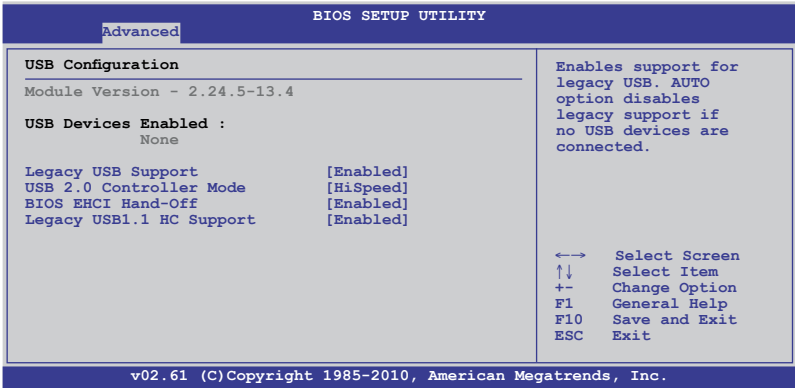 BIOS SETUP UTILITY
Advanced
USB Configuration
Module Version - 2.24.5-13.4
USB Devices Enabled :
None
Legacy USB Support [Enabled]
USB 2.0 Controller Mode [HiSpeed]
BIOS EHCI Hand-Off [Enabled]
Legacy USB1.1 HC Support [Enabled]
Enables support for
legacy USB. AUTO
option disables
legacy support if
no USB devices are
connected.
←→ Select Screen
↑↓ Select Item
+- Change Option
F1 General Help
F10 Save and Exit
ESC Exit
v02.61 (C)Copyright 1985-2010, American Megatrends, Inc.